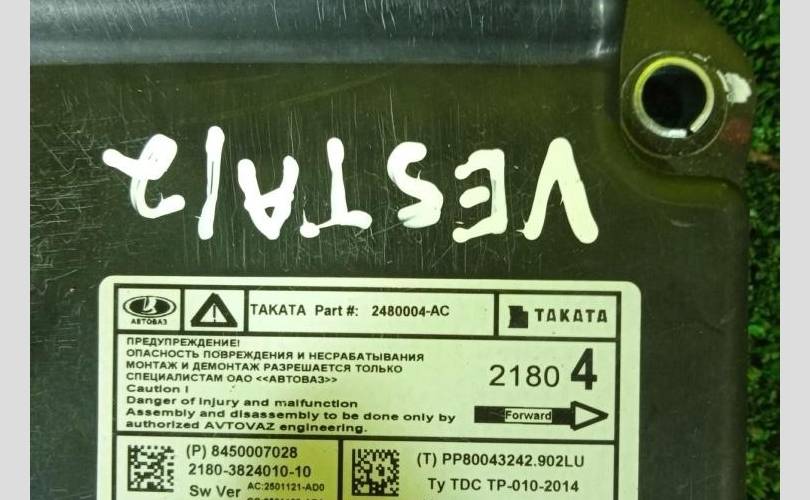 VESTA/2
АВТОВАЗ
TAKATA Part #: 2480004-AC
TAKATA
ПРЕДУПРЕЖДЕНИЕ!
ОПАСНОСТЬ ПОВРЕЖДЕНИЯ И НЕСРАБАТЫВАНИЯ
МОНТАЖ И ДЕМОНТАЖ РАЗРЕШАЕТСЯ ТОЛЬКО
СПЕЦИАЛИСТАМ ОАО <<АВТОВАЗ>>
Caution !
Danger of injury and malfunction
Assembly and disassembly to be done only by
authorized AVTOVAZ engineering.
2180 4
Forward
(P) 8450007028
2180-3824010-10
Sw Ver AC:2501121-AD0
(T) PP80043242.902LU
Ту TDC TP-010-2014